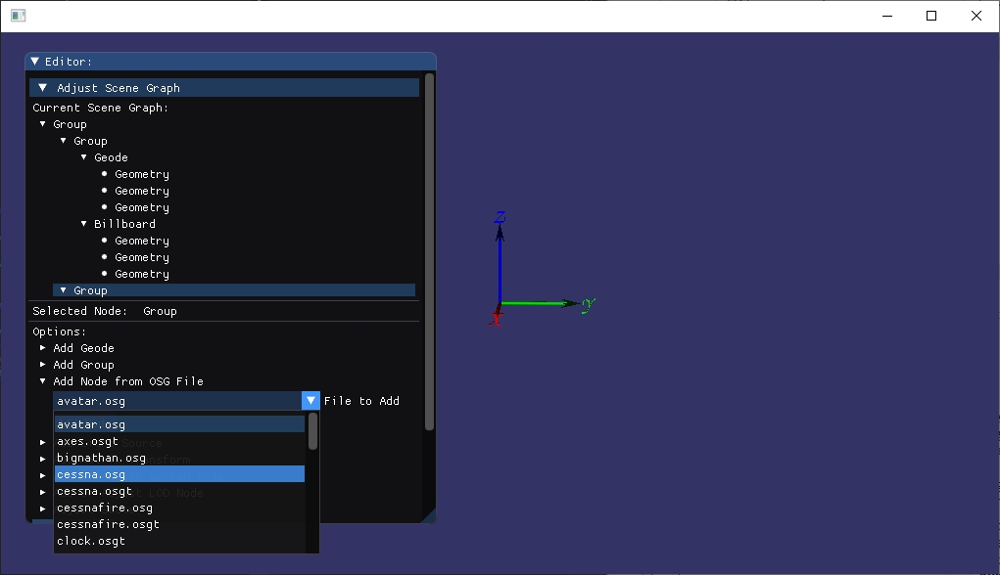 Editor:
Adjust Scene Graph
Current Scene Graph:
Group
Group
Geode
Geometry
Geometry
Geometry
Billboard
Geometry
Geometry
Geometry
Group
Selected Node: Group
Options:
Add Geode
Add Group
Add Node from OSG File
avatar.osg File to Add
avatar.osg
axes.osgt
bignathan.osg
cessna.osg
cessna.osgt
LOD Node
cessnafire.osg
cessnafire.osgt
clock.osgt
z
y
x